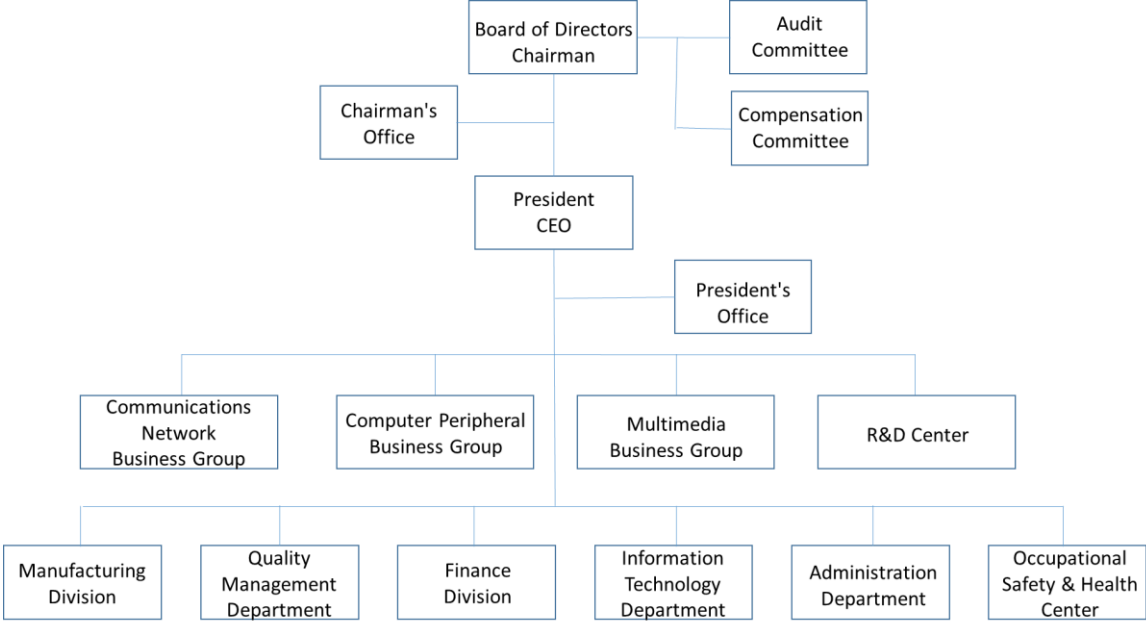 Board of Directors
Chairman
Audit
Committee
Chairman's
Office
Compensation
Committee
President
CEO
President's
Office
Communications
Network
Business Group
Computer Peripheral
Business Group
Multimedia
Business Group
R&D Center
Manufacturing
Division
Quality
Management
Department
Finance
Division
Information
Technology
Department
Administration
Department
Occupational
Safety & Health
Center